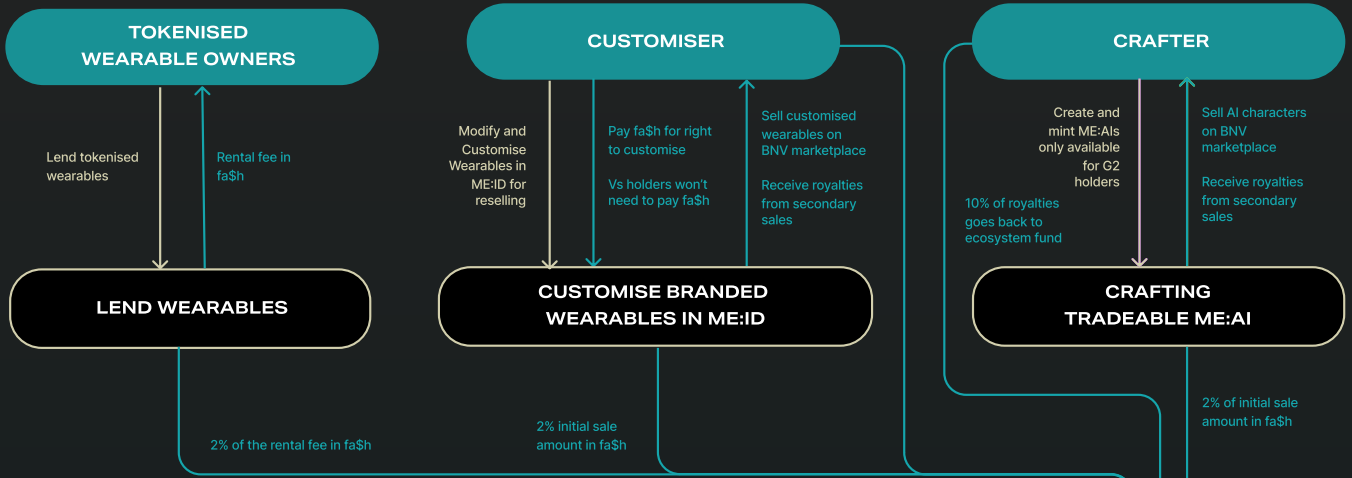 TOKENISED
WEARABLE OWNERS
CUSTOMISER
CRAFTER
Lend tokenised
wearables
Rental fee in
fa$h
Modify and
Customise
Wearables in
ME:ID for
reselling
Pay fa$h for right
to customise
Vs holders won't
need to pay fa$h
Sell customised
wearables on
BNV marketplace
Receive royalties
from secondary
sales
10% of royalties
goes back to
ecosystem fund
Create and
mint ME:AIs
only available
for G2
holders
Sell AI characters
on BNV
marketplace
Receive royalties
from secondary
sales
LEND WEARABLES
CUSTOMISE BRANDED
WEARABLES IN ME:ID
CRAFTING
TRADEABLE ME:AI
2% of the rental fee in fa$h
2% initial sale
amount in fa$h
2% of initial sale
amount in fa$h